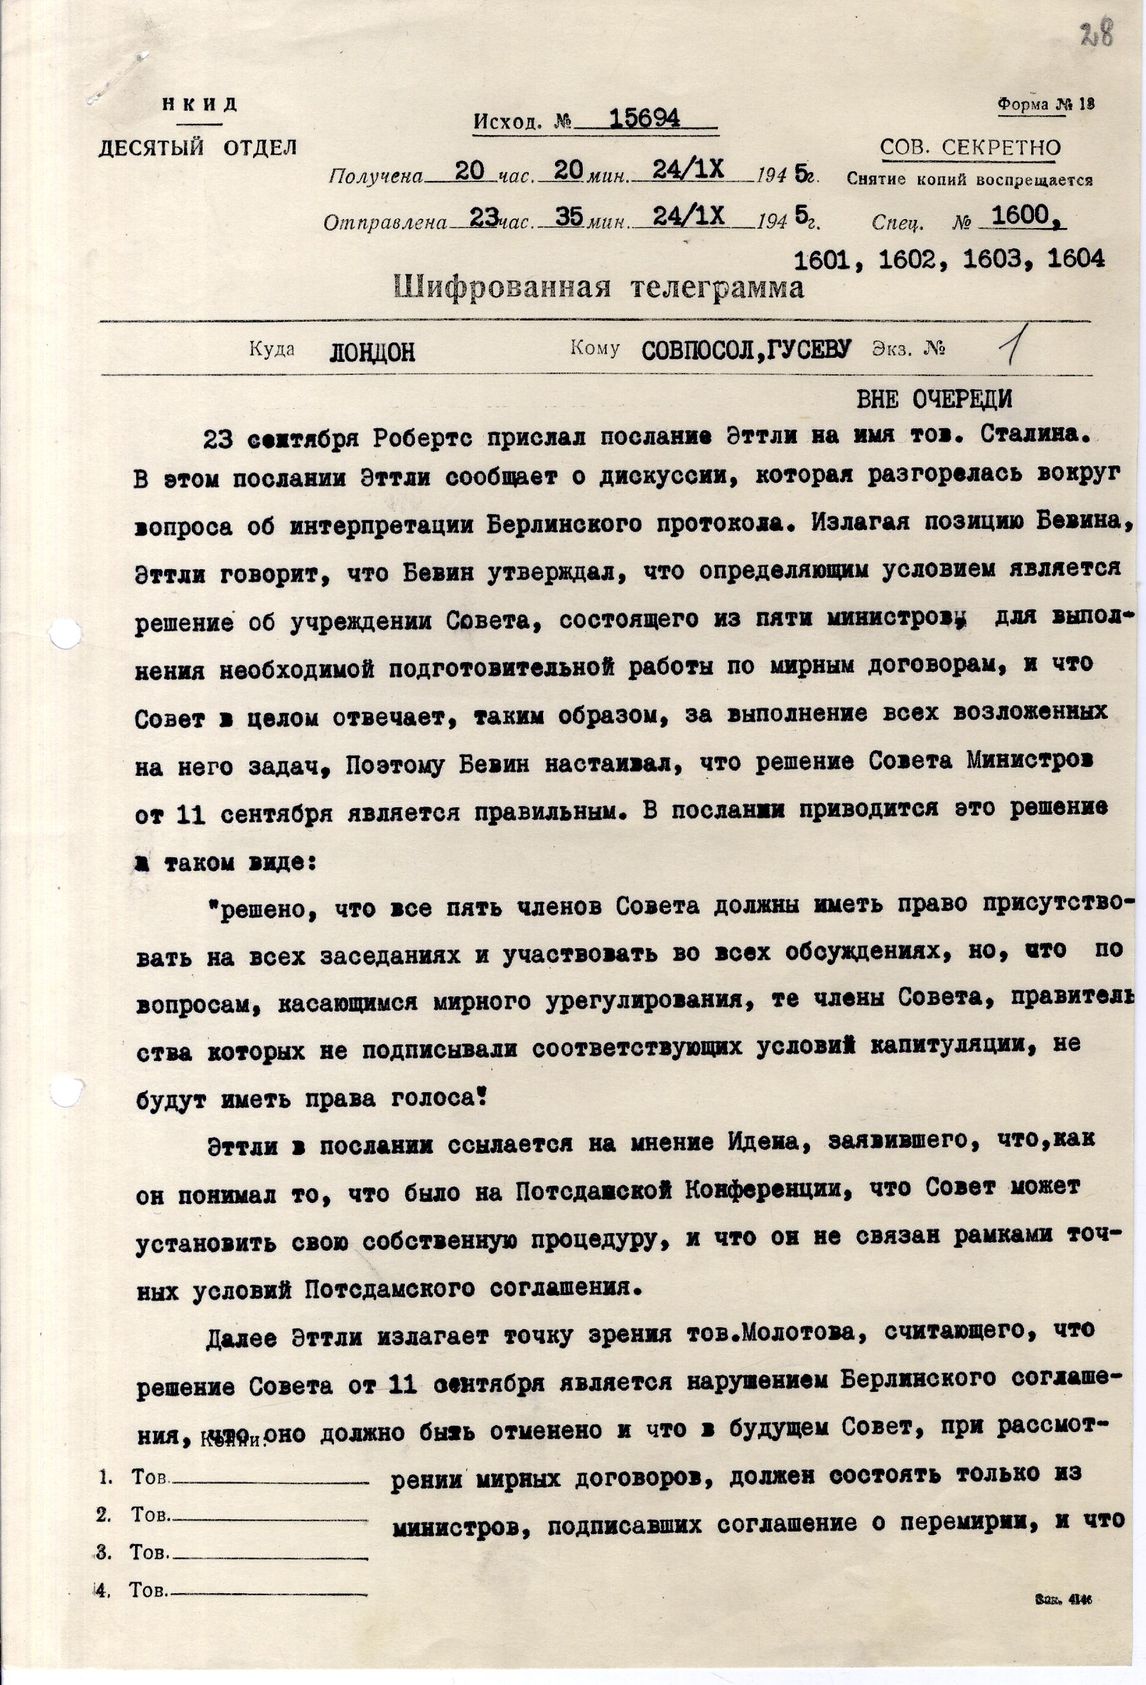 28
НКИД
ДЕСЯТЫЙ ОТДЕЛ
Исход. № 15694
Форма № 13
СОВ. СЕКРЕТНО
Получена 20 час. 20 мин. 24/1X 1945г.
Снятие копий воспрещается
Отправлена 23 час. 35 мин. 24/1X 1945г.
Спец. № 1600,
1601, 1602, 1603, 1604
Шифрованная телеграмма
Куда ЛОНДОН Кому СОВПОСОЛ,ГУСЕВУ Экз. № 1
ВНЕ ОЧЕРЕДИ
23 сентября Робертс прислал послание Эттли на имя тов. Сталина.
В этом послании Эттли сообщает о дискуссии, которая разгорелась вокруг
вопроса об интерпретации Берлинского протокола. Излагая позицию Бевина,
Эттли говорит, что Бевин утверждал, что определяющим условием является
решение об учреждении Совета, состоящего из пяти министров, для выпол-
нения необходимой подготовительной работы по мирным договорам, и что
Совет в целом отвечает, таким образом, за выполнение всех возложенных
на него задач, Поэтому Бевин настаивал, что решение Совета Министров
от 11 сентября является правильным. В послании приводится это решение
в таком виде:
"решено, что все пять членов Совета должны иметь право присутство-
вать на всех заседаниях и участвовать во всех обсуждениях, но, что по
вопросам, касающимся мирного урегулирования, те члены Совета, правитель
ства которых не подписывали соответствующих условий капитуляции, не
будут иметь права голоса".
Эттли в послании ссылается на мнение Идена, заявившего, что,как
он понимал то, что было на Потсдамской Конференции, что Совет может
установить свою собственную процедуру, и что он не связан рамками точ-
ных условий Потсдамского соглашения.
Далее Эттли излагает точку зрения тов.Молотова, считающего, что
решение Совета от 11 сентября является нарушением Берлинского соглаше-
ния, что оно должно быть отменено и что в будущем Совет, при рассмот-
Копии:
1. Тов.
рении мирных договоров, должен состоять только из
2. Тов.
министров, подписавших соглашение о перемирии, и что
3. Тов.
4. Тов.
Зак. 4146